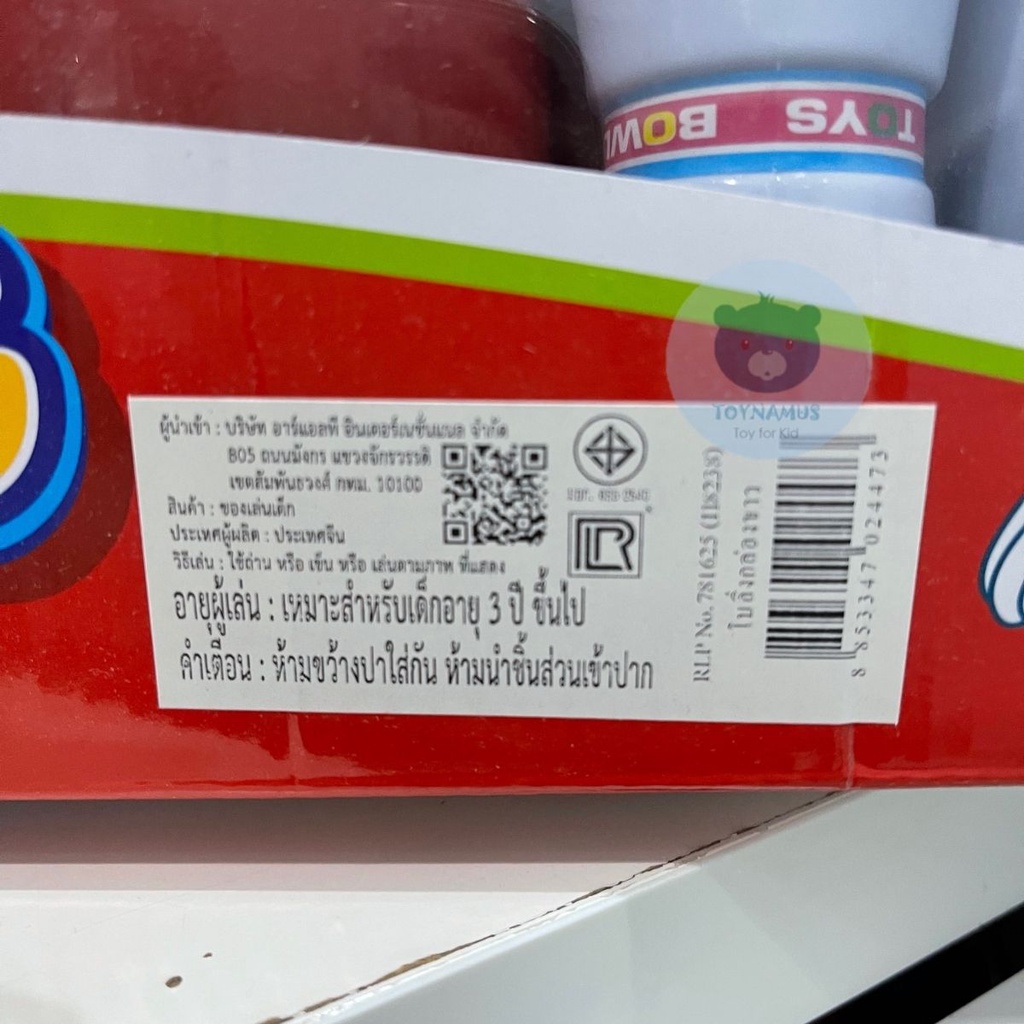 TOYS BOWL
TOYNAMUS
Toy for Kid
ผู้นำเข้า : บริษัท อาร์แอลพี อินเตอร์เนชั่นแนล จำกัด
805 ถนนมังกร แขวงจักรวรรดิ
เขตสัมพันธวงศ์ กทม. 10100
สินค้า : ของเล่นเด็ก
ประเทศผู้ผลิต : ประเทศจีน
วิธีเล่น : ใช้ถ่าน หรือ เข็น หรือ เล่นตามภาพ ที่แสดง
อายุผู้เล่น : เหมาะสำหรับเด็กอายุ 3 ปี ขึ้นไป
คำเตือน : ห้ามขว้างปาใส่กัน ห้ามนำชิ้นส่วนเข้าปาก
RLP No. 781625 (118238)
โบลิ่งกล่องขาว
8 853347 024473